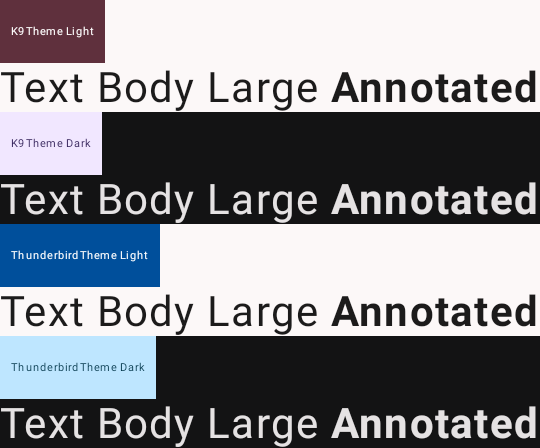 K9Theme Light
Text Body Large Annotated
K9Theme Dark
Text Body Large Annotated
ThunderbirdTheme Light
Text Body Large Annotated
ThunderbirdTheme Dark
Text Body Large Annotated